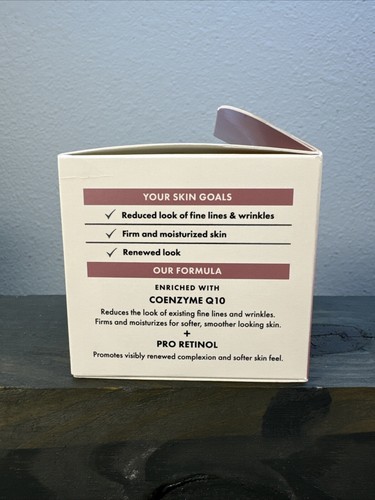 YOUR SKIN GOALS
✓ Reduced look of fine lines & wrinkles
✓ Firm and moisturized skin
✓ Renewed look
OUR FORMULA
ENRICHED WITH
COENZYME Q10
Reduces the look of existing fine lines and wrinkles.
Firms and moisturizes for softer, smoother looking skin.
+
PRO RETINOL
Promotes visibly renewed complexion and softer skin feel.